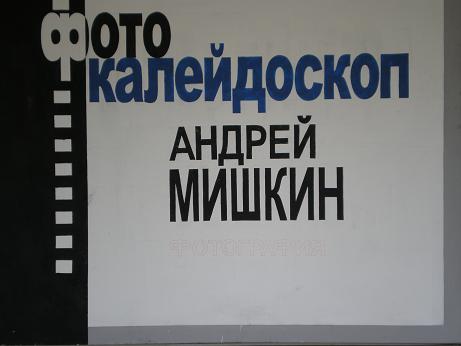 фото
калейдоскоп
АНДРЕЙ
МИШКИН
ФОТОГРАФИЯ